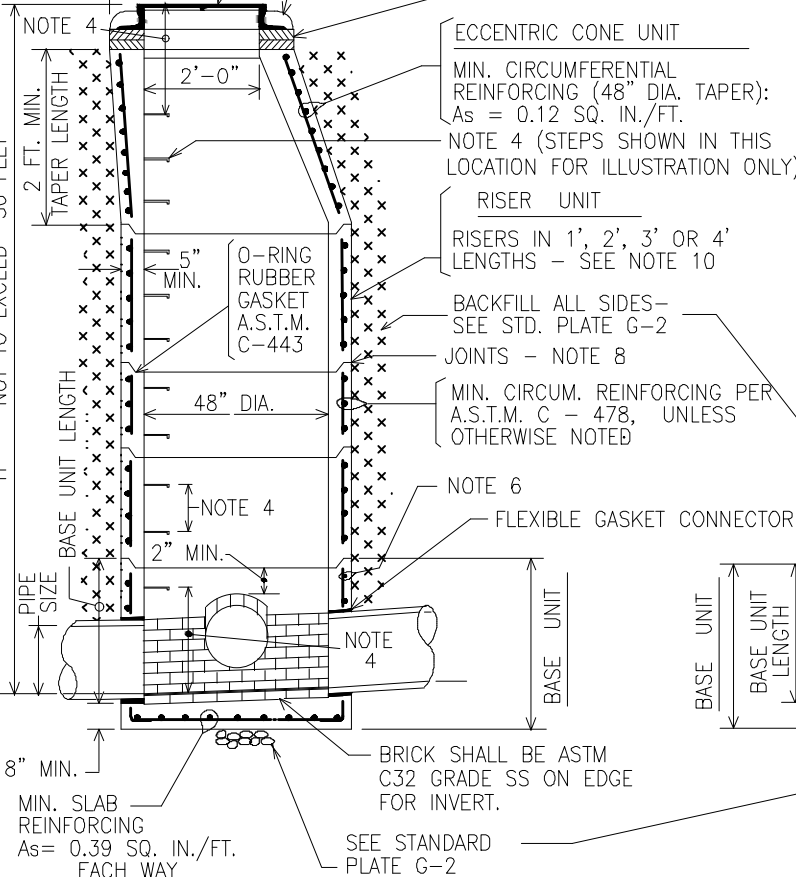 NOTE 4
2'-0"
2 FT. MIN.
TAPER LENGTH
NOT TO EXCEED 30 FEET
ECCENTRIC CONE UNIT
MIN. CIRCUMFERENTIAL
REINFORCING (48" DIA. TAPER):
As = 0.12 SQ. IN./FT.
NOTE 4 (STEPS SHOWN IN THIS
LOCATION FOR ILLUSTRATION ONLY)
RISER UNIT
RISERS IN 1', 2', 3' OR 4'
LENGTHS - SEE NOTE 10
5"
MIN.
O-RING
RUBBER
GASKET
A.S.T.M.
C-443
BACKFILL ALL SIDES-
SEE STD. PLATE G-2
JOINTS - NOTE 8
48" DIA.
MIN. CIRCUM. REINFORCING PER
A.S.T.M. C - 478, UNLESS
OTHERWISE NOTED
BASE UNIT LENGTH
NOTE 4
NOTE 6
FLEXIBLE GASKET CONNECTOR
2" MIN.
PIPE
SIZE
NOTE
4
BASE UNIT
BASE UNIT
BASE UNIT
LENGTH
8" MIN.
BRICK SHALL BE ASTM
C32 GRADE SS ON EDGE
FOR INVERT.
MIN. SLAB
REINFORCING
As= 0.39 SQ. IN./FT.
EACH WAY
SEE STANDARD
PLATE G-2